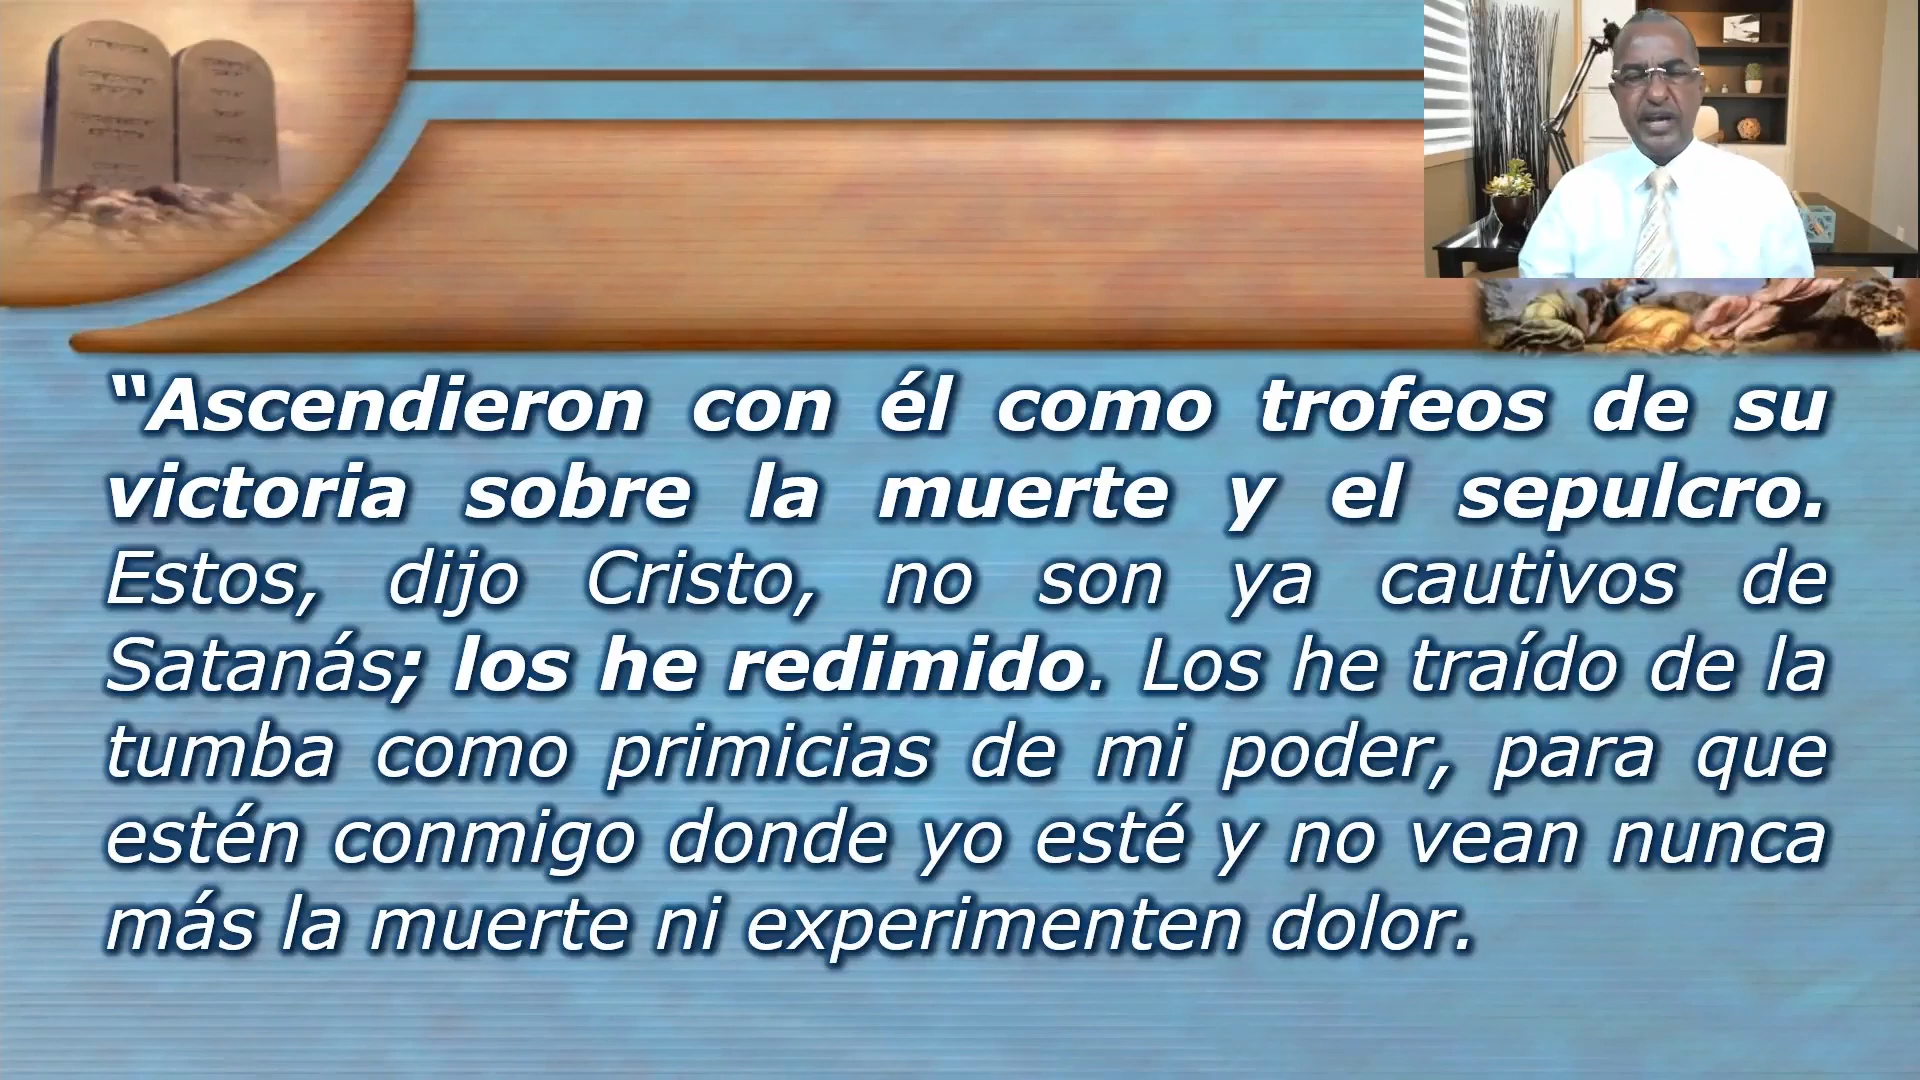 “Ascendieron con él como trofeos de su
victoria sobre la muerte y el sepulcro.
Estos, dijo Cristo, no son ya cautivos de
Satanás; los he redimido. Los he traído de la
tumba como primicias de mi poder, para que
estén conmigo donde yo esté y no vean nunca
más la muerte ni experimenten dolor.